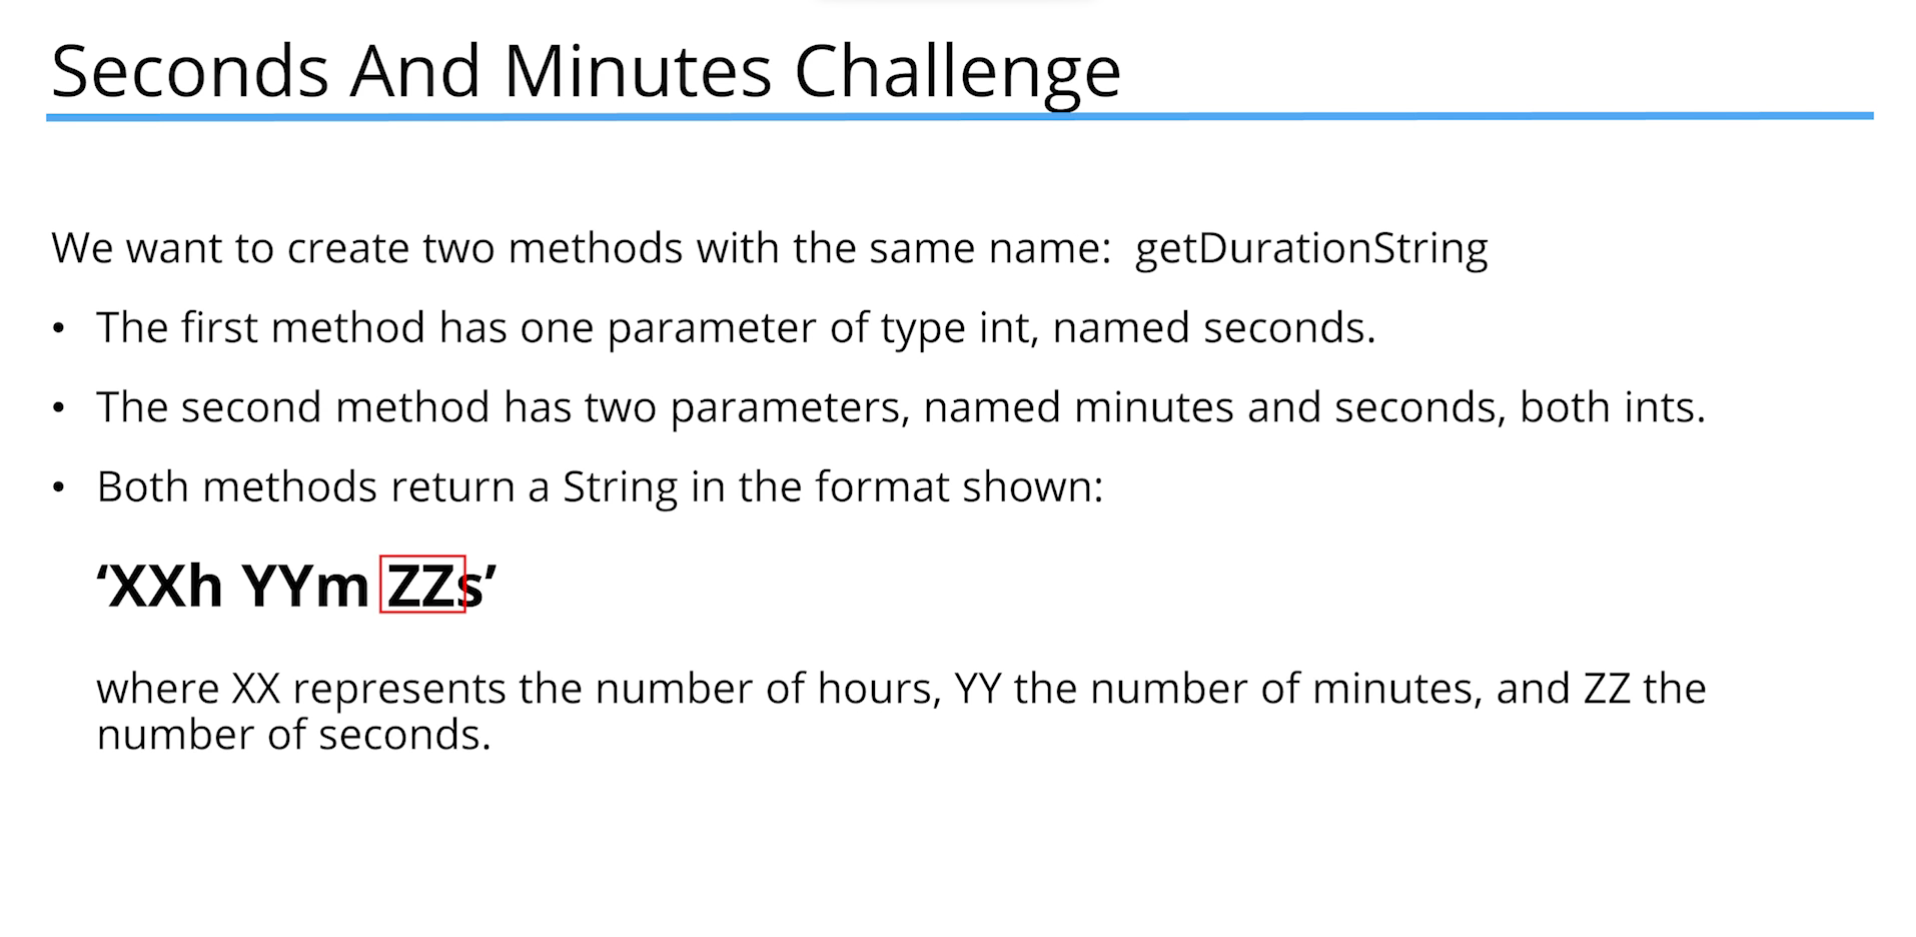 Seconds And Minutes Challenge
We want to create two methods with the same name:  getDurationString
• The first method has one parameter of type int, named seconds.
• The second method has two parameters, named minutes and seconds, both ints.
• Both methods return a String in the format shown:
‘XXh YYm ZZs’
where XX represents the number of hours, YY the number of minutes, and ZZ the
number of seconds.